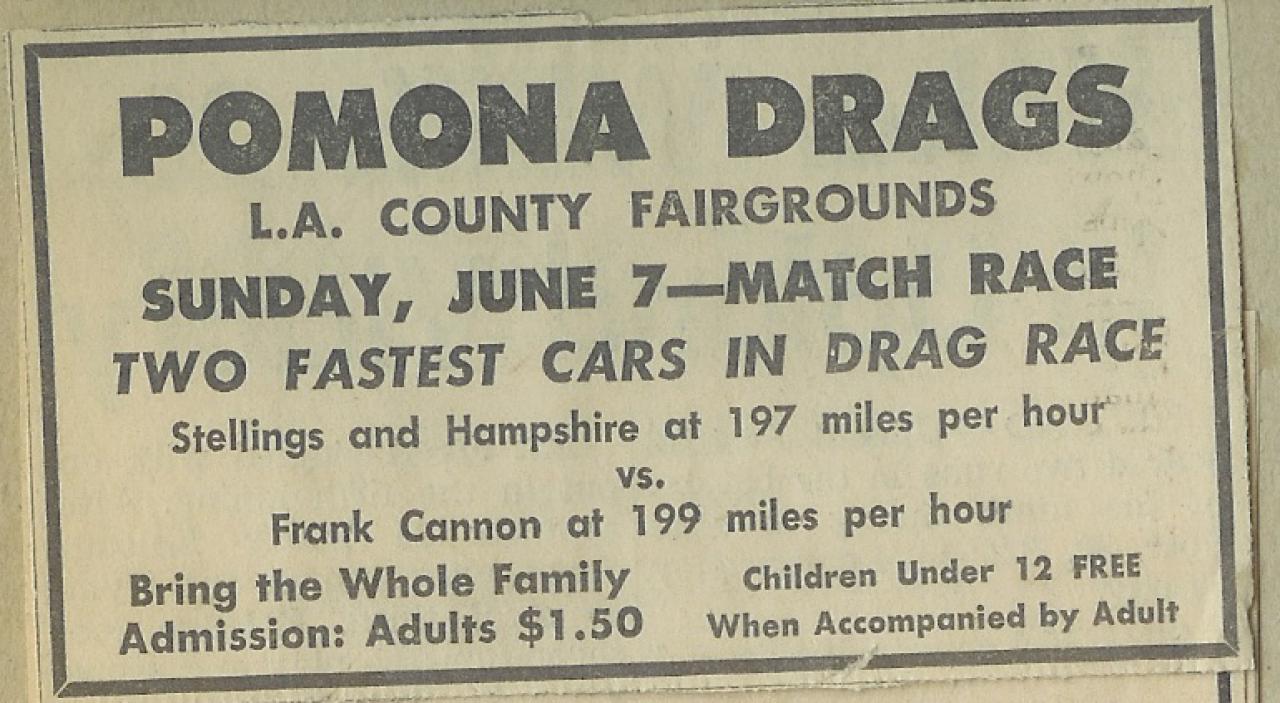 POMONA DRAGS
L.A. COUNTY FAIRGROUNDS
SUNDAY, JUNE 7—MATCH RACE
TWO FASTEST CARS IN DRAG RACE
Stellings and Hampshire at 197 miles per hour
vs.
Frank Cannon at 199 miles per hour
Bring the Whole Family
Admission: Adults $1.50
Children Under 12 FREE
When Accompanied by Adult